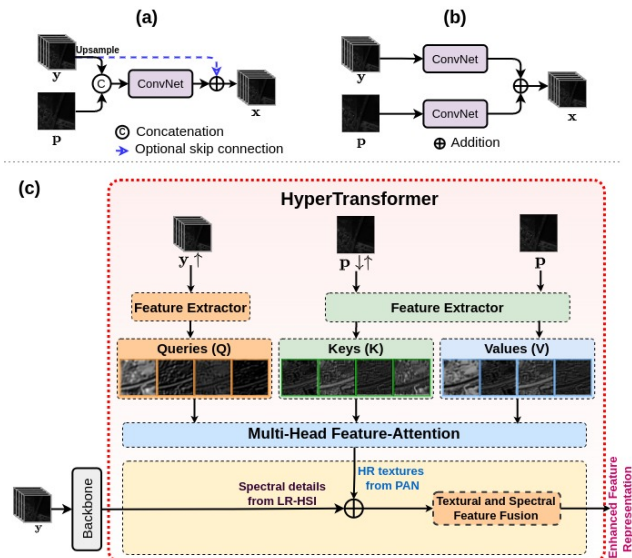 (a)
Upsample
y
C
ConvNet
x
p
C Concatenation
Optional skip connection
(b)
y
ConvNet
ConvNet
x
p
Addition
(c)
HyperTransformer
y ↑
p ↓↑
p
Feature Extractor
Feature Extractor
Queries (Q)
Keys (K)
Values (V)
Multi-Head Feature-Attention
y
Backbone
Spectral details
from LR-HSI
HR textures
from PAN
Textural and Spectral
Feature Fusion
Enhanced Feature
Representation